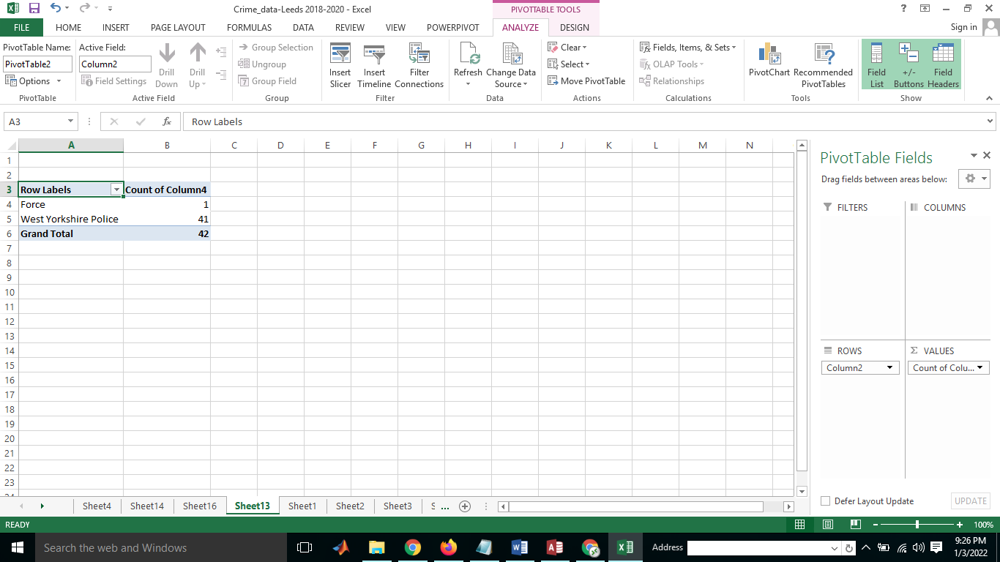 Crime_data-Leeds 2018-2020 - Excel
PIVOTTABLE TOOLS
?
FILE HOME INSERT PAGE LAYOUT FORMULAS DATA REVIEW VIEW POWERPIVOT ANALYZE DESIGN Sign in
PivotTable Name: Active Field:
PivotTable2 Column2
Options Field Settings
Drill Down
Drill Up
Group Selection
Ungroup
Group Field
Insert Slicer
Insert Timeline
Filter Connections
Refresh
Change Data Source
Clear
Select
Move PivotTable
Fields, Items, & Sets
OLAP Tools
Relationships
PivotChart
Recommended PivotTables
Field List
+/- Buttons
Field Headers
PivotTable Active Field Group Filter Data Actions Calculations Tools Show
A3 fx Row Labels
A B C D E F G H I J K L M N
1
2
3 Row Labels Count of Column4
4 Force 1
5 West Yorkshire Police 41
6 Grand Total 42
7
8
9
10
11
12
13
14
15
16
17
18
19
20
21
22
23
PivotTable Fields
Drag fields between areas below:
FILTERS COLUMNS
ROWS Σ VALUES
Column2 Count of Colu...
Defer Layout Update UPDATE
Sheet4 Sheet14 Sheet16 Sheet13 Sheet1 Sheet2 Sheet3 S ...
READY 100%
Search the web and Windows
Address
9:26 PM
1/3/2022